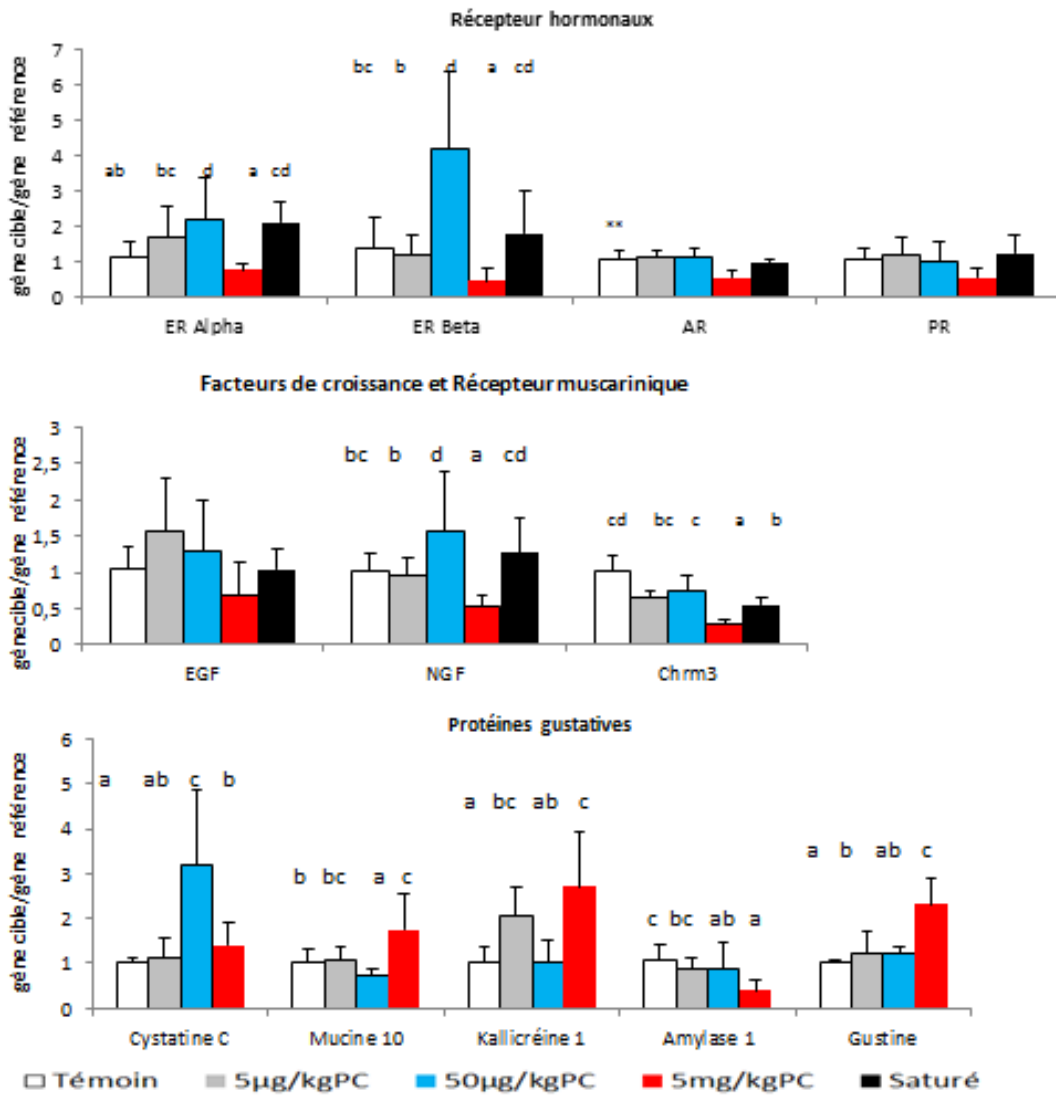 Récepteur hormonaux
gène cible/gène référence
7
6
5
4
3
2
1
0
bc b d a cd
ab bc d a cd
**
ER Alpha ER Beta AR PR
Facteurs de croissance et Récepteur muscarinique
gènecible/gène référence
3
2,5
2
1,5
1
0,5
0
bc b d a cd
cd bc c a b
EGF NGF Chrm3
Protéines gustatives
gène cible/gène référence
6
5
4
3
2
1
0
a ab c b
a bc ab c
b bc a c
c bc ab a
a b ab c
Cystatine C Mucine 10 Kallicréine 1 Amylase 1 Gustine
Témoin 5µg/kgPC 50µg/kgPC 5mg/kgPC Saturé